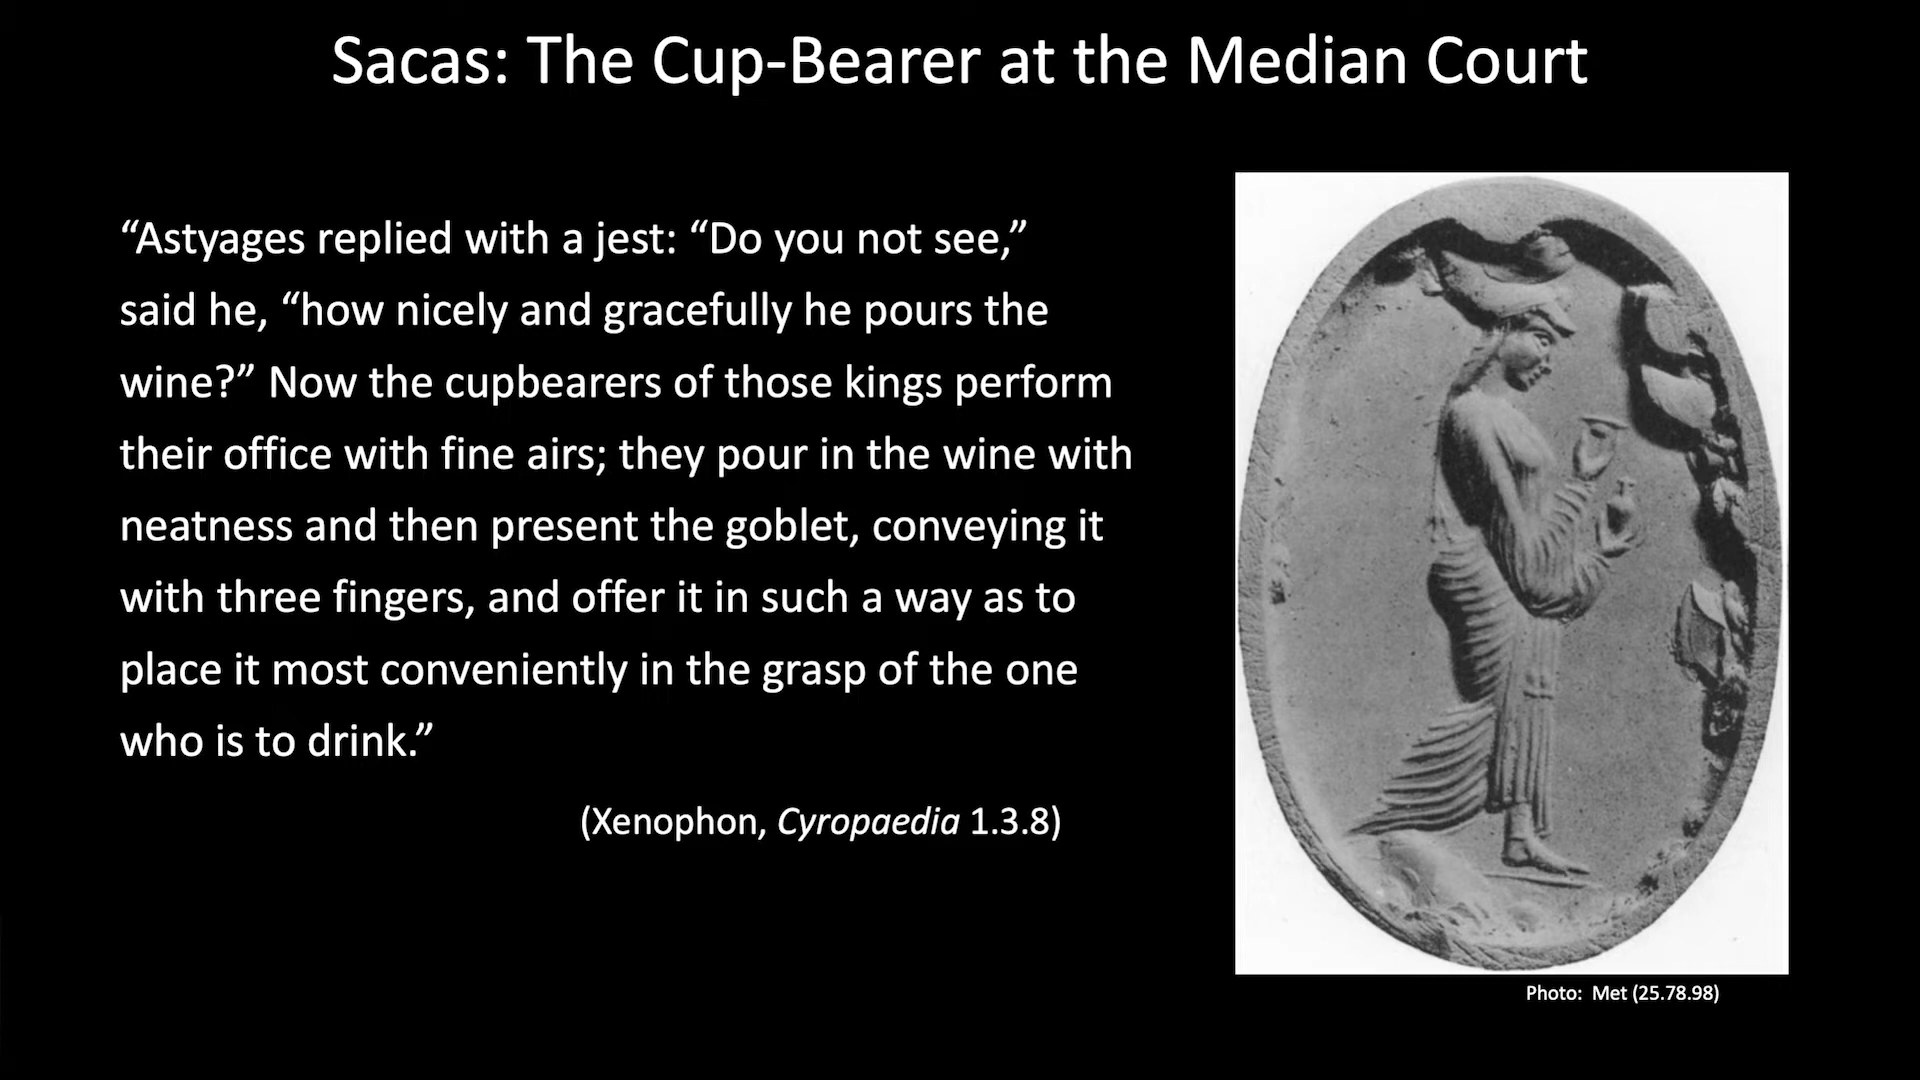 Sacas: The Cup-Bearer at the Median Court
“Astyages replied with a jest: “Do you not see,”
said he, “how nicely and gracefully he pours the
wine?” Now the cupbearers of those kings perform
their office with fine airs; they pour in the wine with
neatness and then present the goblet, conveying it
with three fingers, and offer it in such a way as to
place it most conveniently in the grasp of the one
who is to drink.”
(Xenophon, Cyropaedia 1.3.8)
Photo: Met (25.78.98)